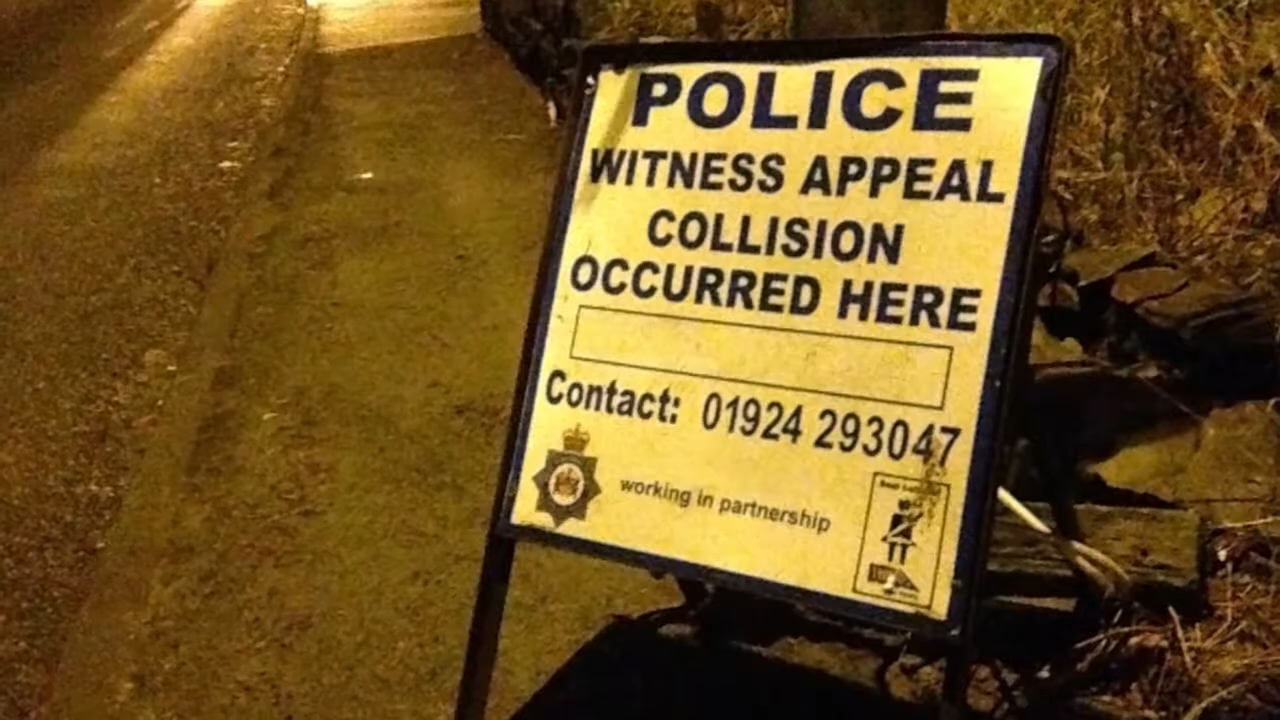 POLICE
WITNESS APPEAL
COLLISION
OCCURRED HERE
Contact: 01924 293047
working in partnership